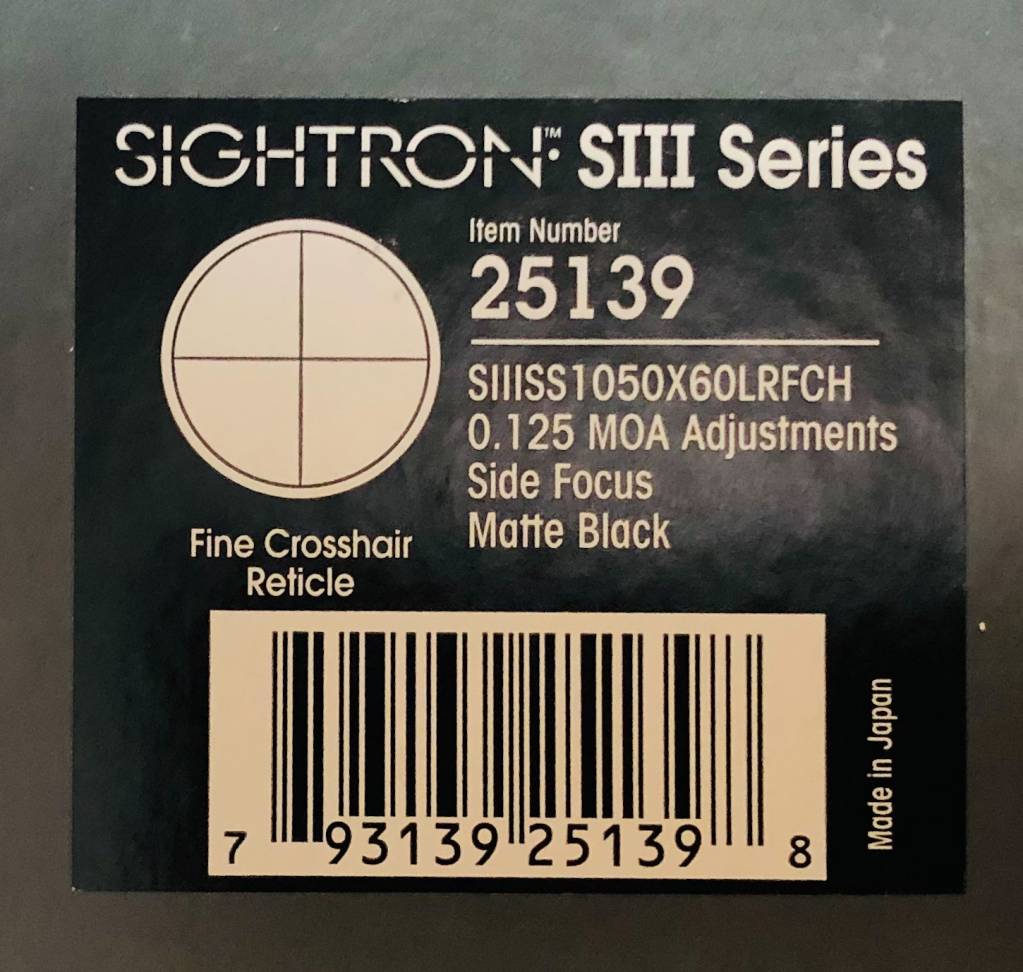 SIGHTRON™ SIII Series
Item Number
25139
SIIISS1050X60LRFCH
0.125 MOA Adjustments
Side Focus
Matte Black
Fine Crosshair
Reticle
7 93139 25139 8
Made in Japan